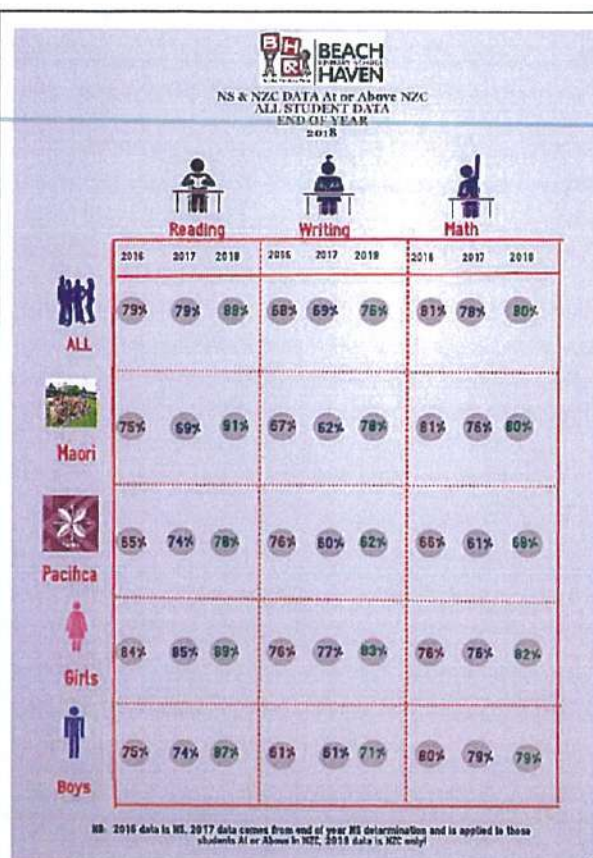 BHR
BEACH
HAVEN
NS & NZC DATA At or Above NZC
ALL STUDENT DATA
END OF YEAR
2018
Reading Writing Math
2016 2017 2018 2016 2017 2018 2016 2017 2018
79% 79% 88% 68% 69% 76% 81% 78% 80%
ALL
75% 69% 91% 67% 62% 78% 81% 76% 80%
Maori
65% 74% 78% 76% 60% 62% 66% 61% 68%
Pacifica
84% 85% 89% 76% 77% 83% 76% 76% 82%
Girls
75% 74% 87% 61% 61% 71% 80% 79% 79%
Boys
NB: 2016 data is NS, 2017 data comes from end of year NS determination and is applied to those
students At or Above in NZC, 2018 data is NZC only!